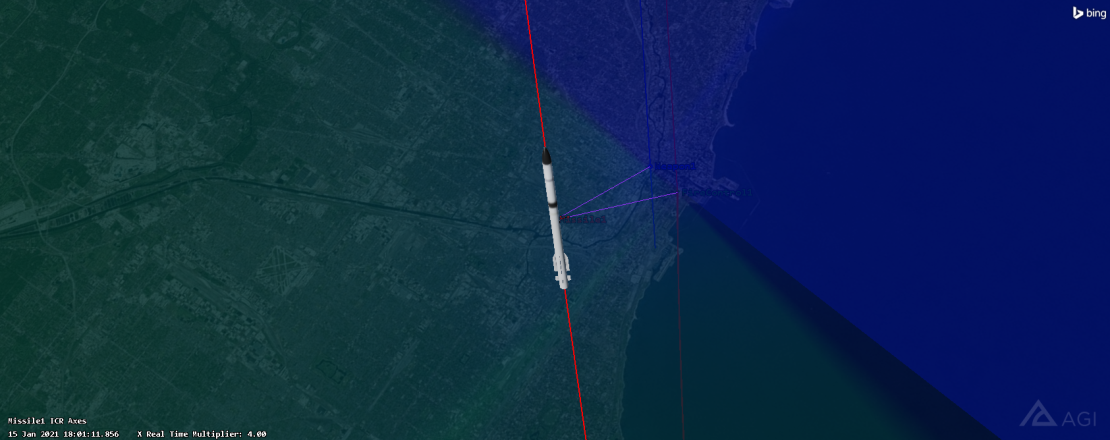 bing
Missile1 ICR Axes
15 Jan 2021 18:01:11.856 X Real Time Multiplier: 4.00
AGI